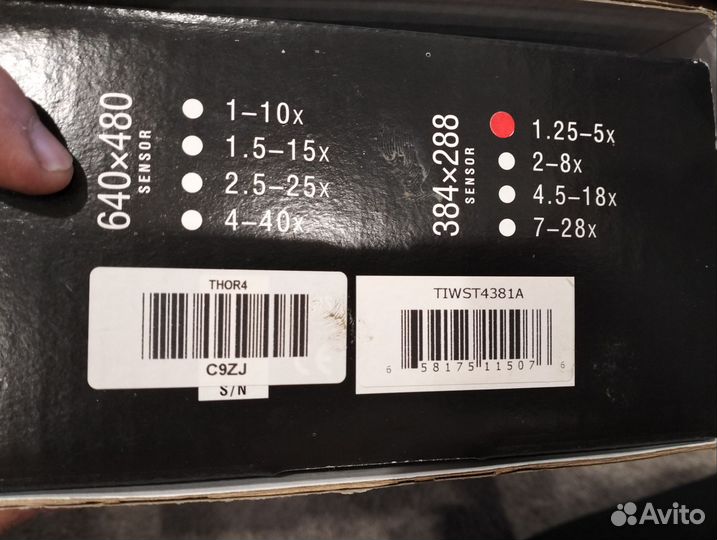 640×480
SENSOR
1–10x
1.5–15x
2.5–25x
4–40x
384×288
SENSOR
1.25–5x
2–8x
4.5–18x
7–28x
THOR4
C9ZJ
S/N
TIWST4381A
6 58175 11507 6
Avito